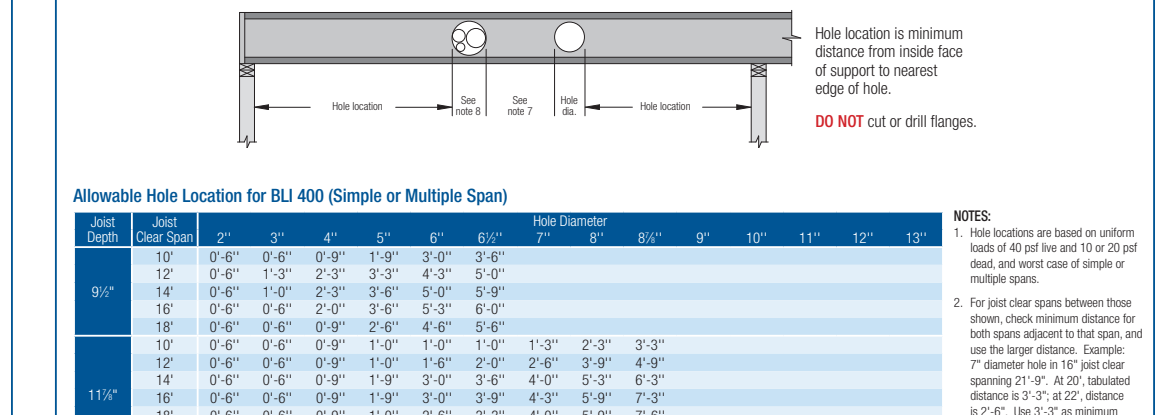 Hole location is minimum
distance from inside face
of support to nearest
edge of hole.
DO NOT cut or drill flanges.
Hole location
See
note 8
See
note 7
Hole
dia.
Hole location
Allowable Hole Location for BLI 400 (Simple or Multiple Span)
Joist Depth Joist Clear Span Hole Diameter
2'' 3'' 4'' 5'' 6'' 6½'' 7'' 8'' 8⅞'' 9'' 10'' 11'' 12'' 13''
9½"
10' 0'-6'' 0'-6'' 0'-9'' 1'-9'' 3'-0'' 3'-6''
12' 0'-6'' 1'-3'' 2'-3'' 3'-3'' 4'-3'' 5'-0''
14' 0'-6'' 1'-0'' 2'-3'' 3'-6'' 5'-0'' 5'-9''
16' 0'-6'' 0'-6'' 2'-0'' 3'-6'' 5'-3'' 6'-0''
18' 0'-6'' 0'-6'' 0'-9'' 2'-6'' 4'-6'' 5'-6''
11⅞"
10' 0'-6'' 0'-6'' 0'-9'' 1'-0'' 1'-0'' 1'-0'' 1'-3'' 2'-3'' 3'-3''
12' 0'-6'' 0'-6'' 0'-9'' 1'-0'' 1'-6'' 2'-0'' 2'-6'' 3'-9'' 4'-9''
14' 0'-6'' 0'-6'' 0'-9'' 1'-9'' 3'-0'' 3'-6'' 4'-0'' 5'-3'' 6'-3''
16' 0'-6'' 0'-6'' 0'-9'' 1'-9'' 3'-0'' 3'-9'' 4'-3'' 5'-9'' 7'-3''
NOTES:
1. Hole locations are based on uniform
loads of 40 psf live and 10 or 20 psf
dead, and worst case of simple or
multiple spans.
2. For joist clear spans between those
shown, check minimum distance for
both spans adjacent to that span, and
use the larger distance. Example:
7" diameter hole in 16" joist clear
spanning 21'-9". At 20', tabulated
distance is 3'-3"; at 22', distance
is 2'-6". Use 3'-3" as minimum